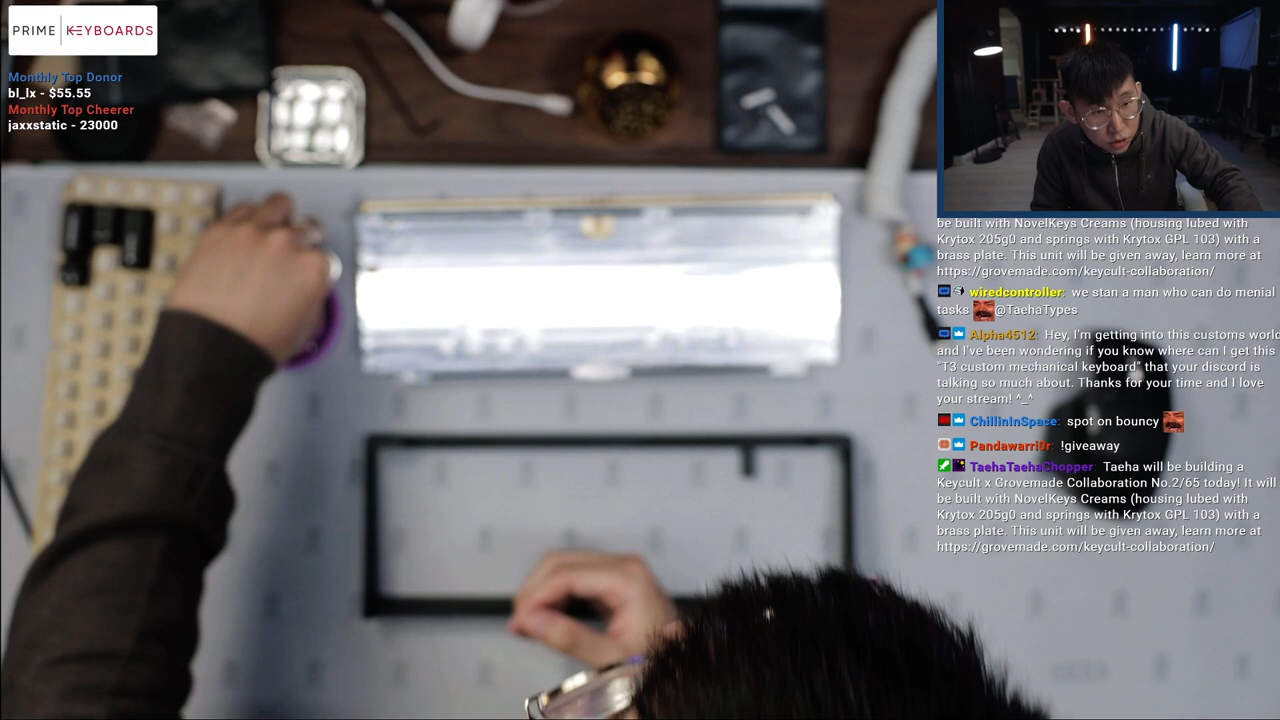 PRIME | KEYBOARDS
Monthly Top Donor
bl_lx - $55.55
Monthly Top Cheerer
jaxxstatic - 23000
be built with NovelKeys Creams (housing lubed with
Krytox 205g0 and springs with Krytox GPL 103) with a
brass plate. This unit will be given away, learn more at
https://grovemade.com/keycult-collaboration/
wiredcontroller: we stan a man who can do menial
tasks @TaehaTypes
Alpha4512: Hey, I'm getting into this customs world
and I've been wondering if you know where can I get this
"T3 custom mechanical keyboard" that your discord is
talking so much about. Thanks for your time and I love
your stream! ^_^
ChillinInSpace: spot on bouncy
Pandawarri0r: !giveaway
TaehaTaehaChopper: Taeha will be building a
Keycult x Grovemade Collaboration No.2/65 today! It will
be built with NovelKeys Creams (housing lubed with
Krytox 205g0 and springs with Krytox GPL 103) with a
brass plate. This unit will be given away, learn more at
https://grovemade.com/keycult-collaboration/